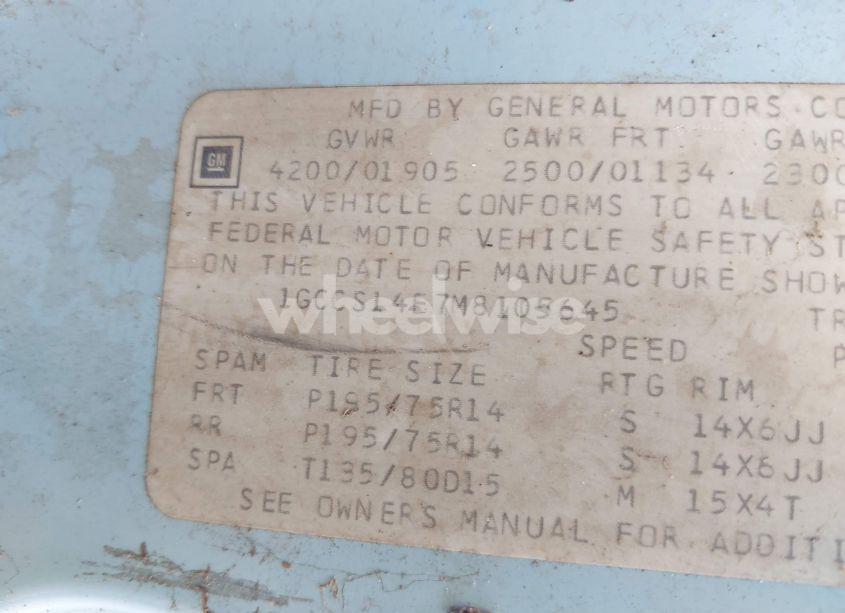 MFD BY GENERAL MOTORS CO
GVWR GAWR FRT GAWR
GM
4200/01905 2500/01134 2300
THIS VEHICLE CONFORMS TO ALL AP
FEDERAL MOTOR VEHICLE SAFETY ST
ON THE DATE OF MANUFACTURE SHOW
1GCCS14E7M8105645 TR
wheelwise
SPEED P
SPAM TIRE SIZE RTG RIM
FRT P195/75R14 S 14X6JJ
RR P195/75R14 S 14X6JJ
SPA T135/80D15 M 15X4T
SEE OWNERS MANUAL FOR ADDITI